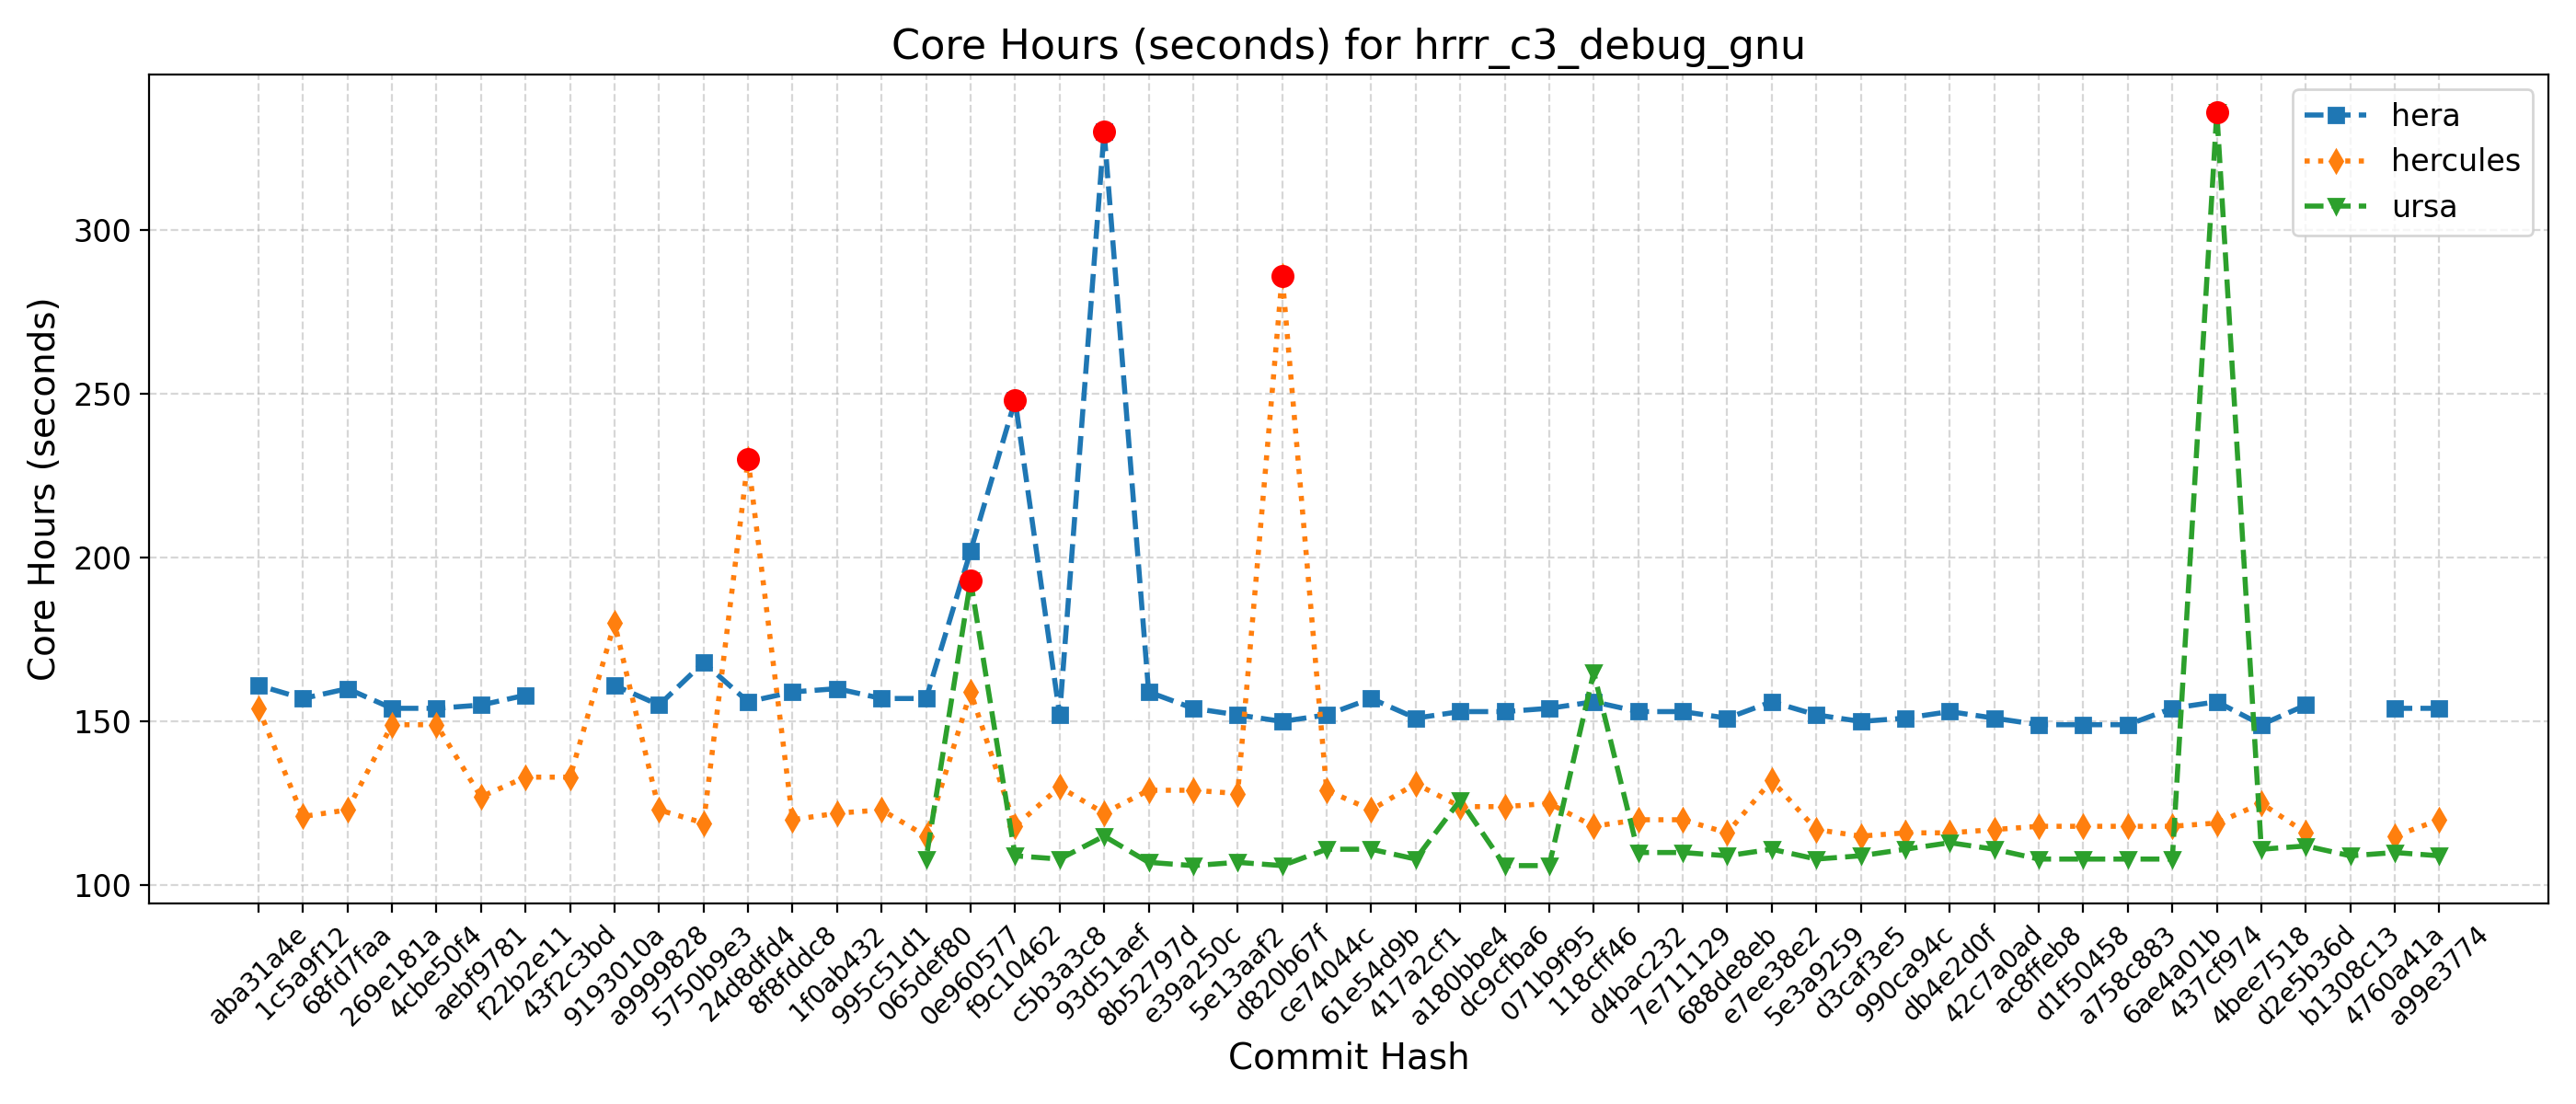 Core Hours (seconds) for hrrr_c3_debug_gnu
hera
hercules
ursa
Core Hours (seconds)
300
250
200
150
100
aba31a4e
1c5a9f12
68fd7faa
269e181a
4cbe50f4
aebf9781
f22b2e11
43f2c3bd
9193010a
a9999828
5750b9e3
24d8dfd4
8f8fddc8
1f0ab432
995c51d1
065def80
0e960577
f9c10462
c5b3a3c8
93d51aef
8b52797d
e39a250c
5e13aaf2
d820b67f
ce74044c
61e54d9b
417a2cf1
a180bbe4
dc9cfba6
071b9f95
118cff46
d4bac232
7e711129
688de8eb
e7ee38e2
5e3a9259
d3caf3e5
990ca94c
db4e2d0f
42c7a0ad
ac8ffeb8
d1f50458
a758c883
6ae4a01b
437cf974
4bee7518
d2e5b36d
b1308c13
4760a41a
a99e3774
Commit Hash